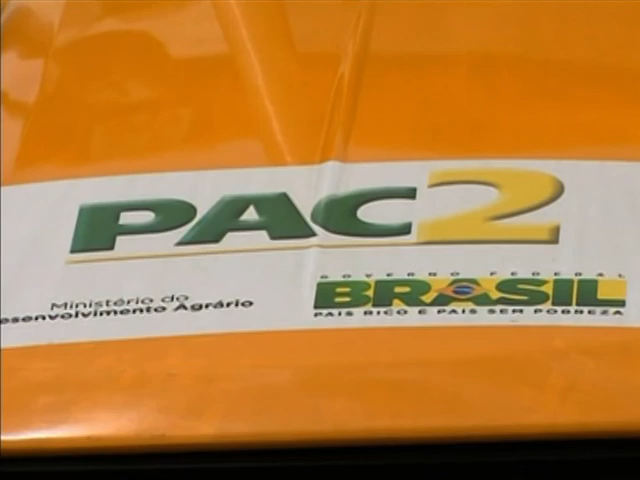 PAC2
Ministério do
esenvolvimento Agrário
GOVERNO FEDERAL
BRASIL
PAÍS RICO É PAÍS SEM POBREZA